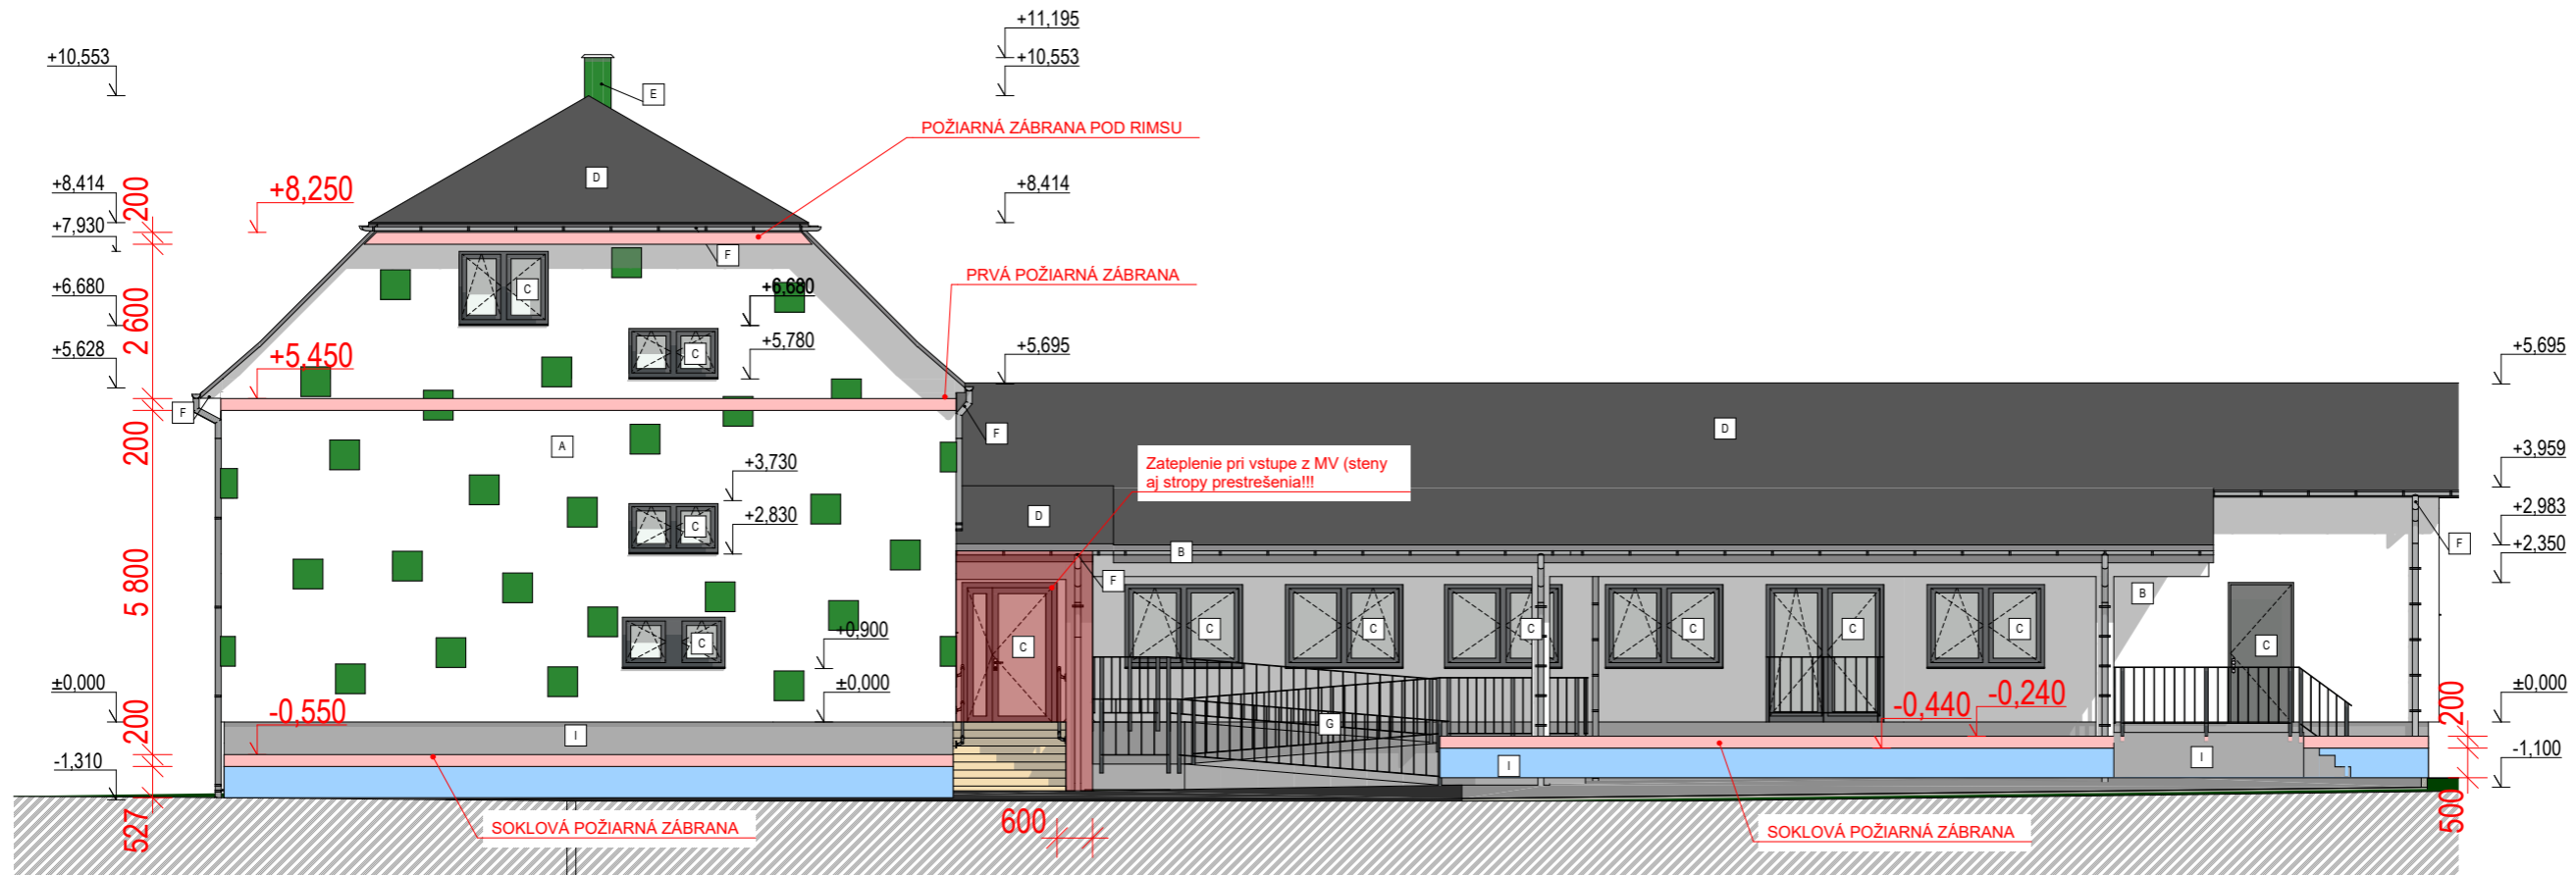 +11,195
+10,553
+10,553
E
POŽIARNÁ ZÁBRANA POD RIMSU
D
+8,414
200
+8,250
+8,414
+7,930
F
PRVÁ POŽIARNÁ ZÁBRANA
+6,680
C
+6,680
2 600
+5,780
+5,628
+5,450
C
+5,695
+5,695
F
F
200
A
D
+3,730
Zateplenie pri vstupe z MV (steny
aj stropy prestrešenia!!!
+3,959
+2,830
C
D
+2,983
B
F
+2,350
F
B
5 800
+0,900
C
C
C
C
C
C
C
C
C
±0,000
±0,000
±0,000
-0,550
-0,440
-0,240
200
I
G
200
-1,310
I
I
-1,100
527
SOKLOVÁ POŽIARNÁ ZÁBRANA
600
SOKLOVÁ POŽIARNÁ ZÁBRANA
500